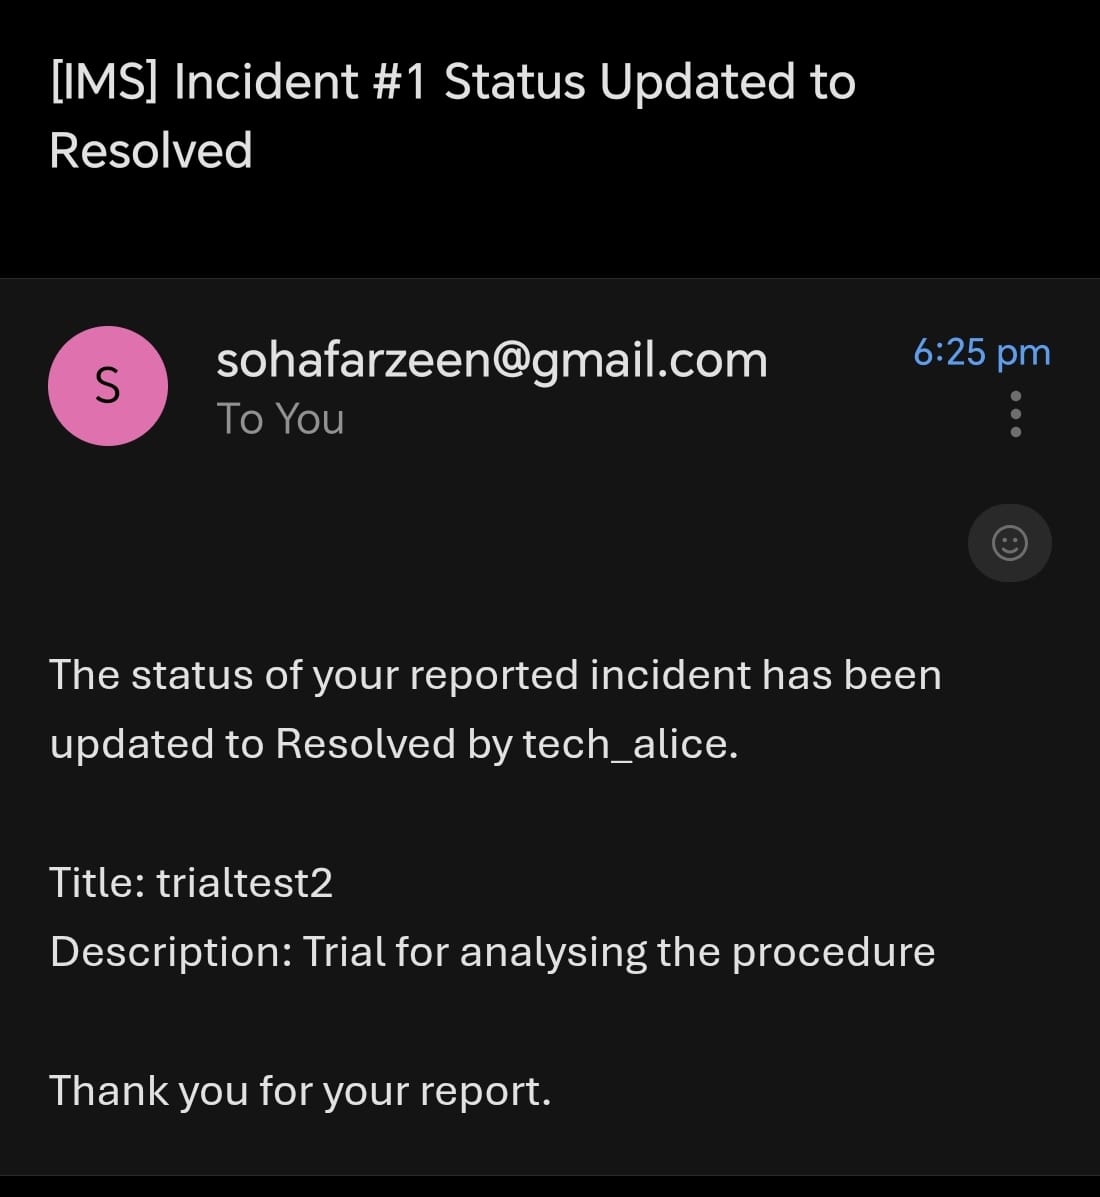 [IMS] Incident #1 Status Updated to
Resolved
S
sohafarzeen@gmail.com
6:25 pm
To You
The status of your reported incident has been
updated to Resolved by tech_alice.
Title: trialtest2
Description: Trial for analysing the procedure
Thank you for your report.